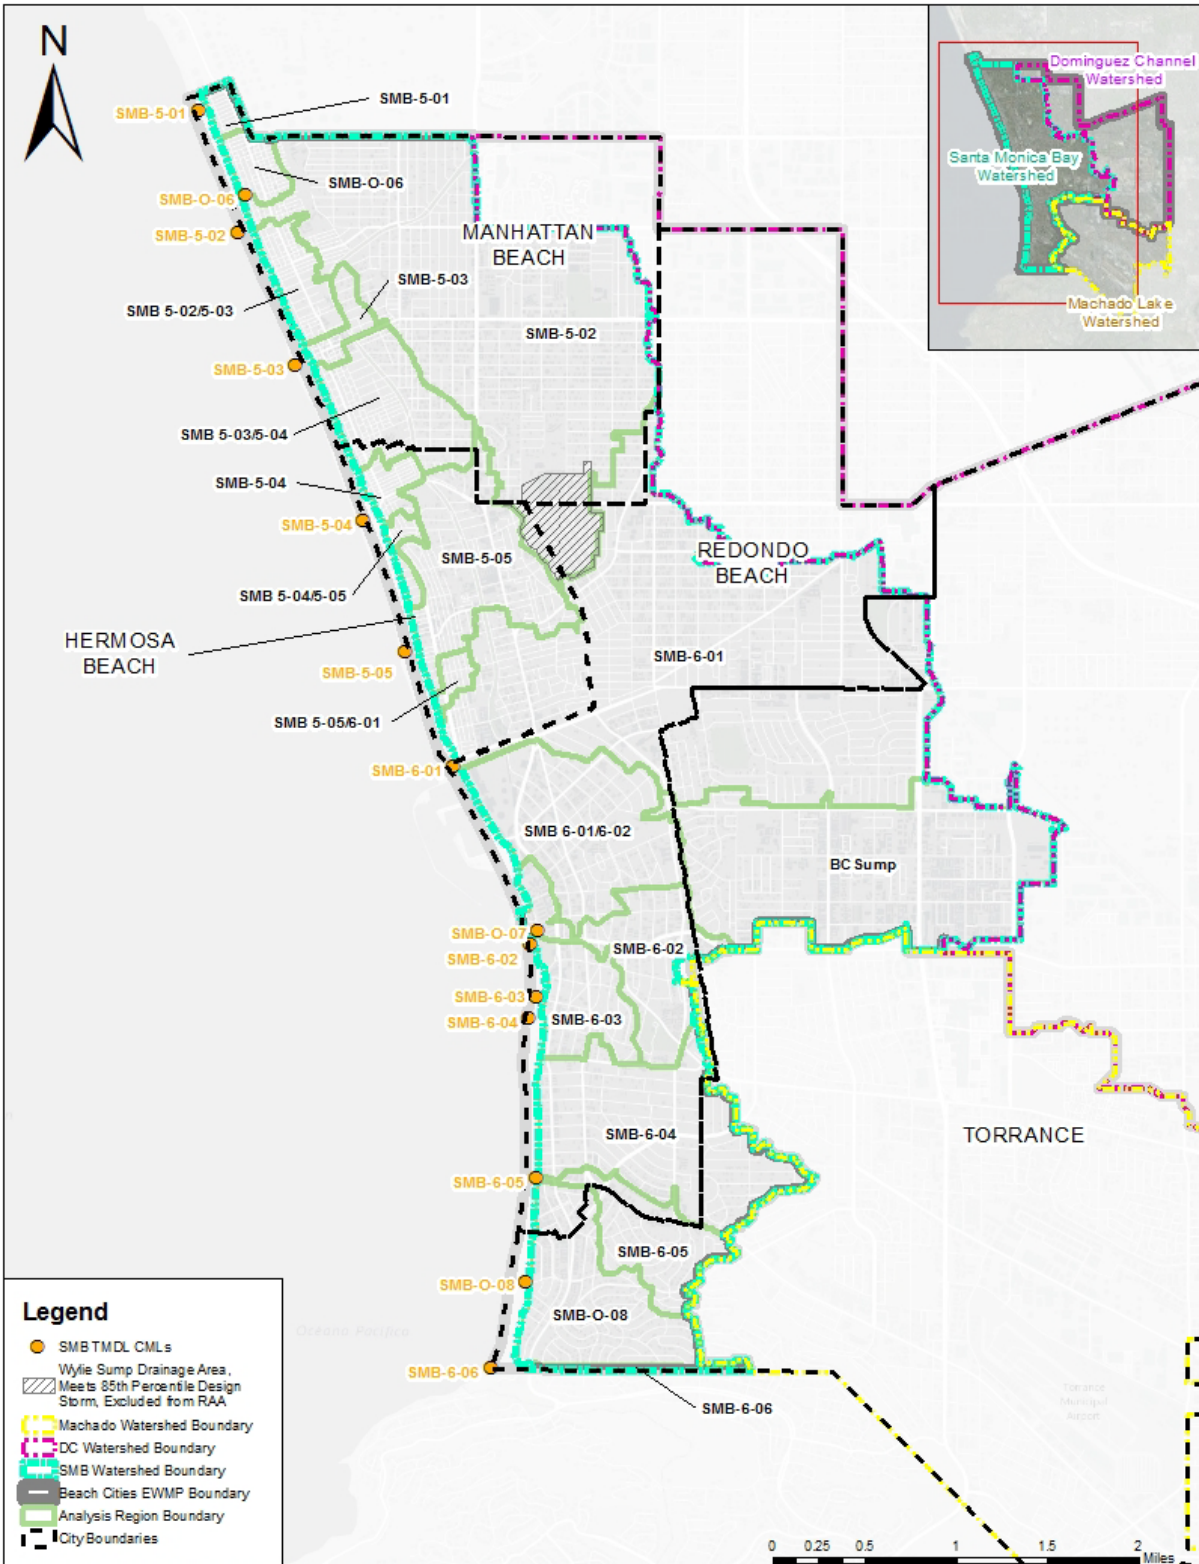 N
SMB-5-01
SMB-5-01
SMB-O-06
SMB-O-06
SMB-5-02
MANHATTAN
BEACH
SMB-5-03
SMB 5-02/5-03
SMB-5-02
SMB-5-03
SMB 5-03/5-04
SMB-5-04
SMB-5-04
REDONDO
BEACH
SMB-5-05
SMB 5-04/5-05
HERMOSA
BEACH
SMB-6-01
SMB-5-05
SMB 5-05/6-01
SMB-6-01
SMB 6-01/6-02
BC Sump
SMB-O-07
SMB-6-02
SMB-6-02
SMB-6-03
SMB-6-04
SMB-6-03
SMB-6-04
TORRANCE
SMB-6-05
SMB-6-05
SMB-O-08
SMB-O-08
SMB-6-06
SMB-6-06
Océano Pacífico
Torrance
Municipal
Airport
Dominguez Channel
Watershed
Santa Monica Bay
Watershed
Machado Lake
Watershed
Legend
SMB TMDL CMLs
Wylie Sump Drainage Area,
Meets 85th Percentile Design
Storm, Excluded from RAA
Machado Watershed Boundary
DC Watershed Boundary
SMB Watershed Boundary
Beach Cities EWMP Boundary
Analysis Region Boundary
City Boundaries
0 0.25 0.5 1 1.5 2
Miles